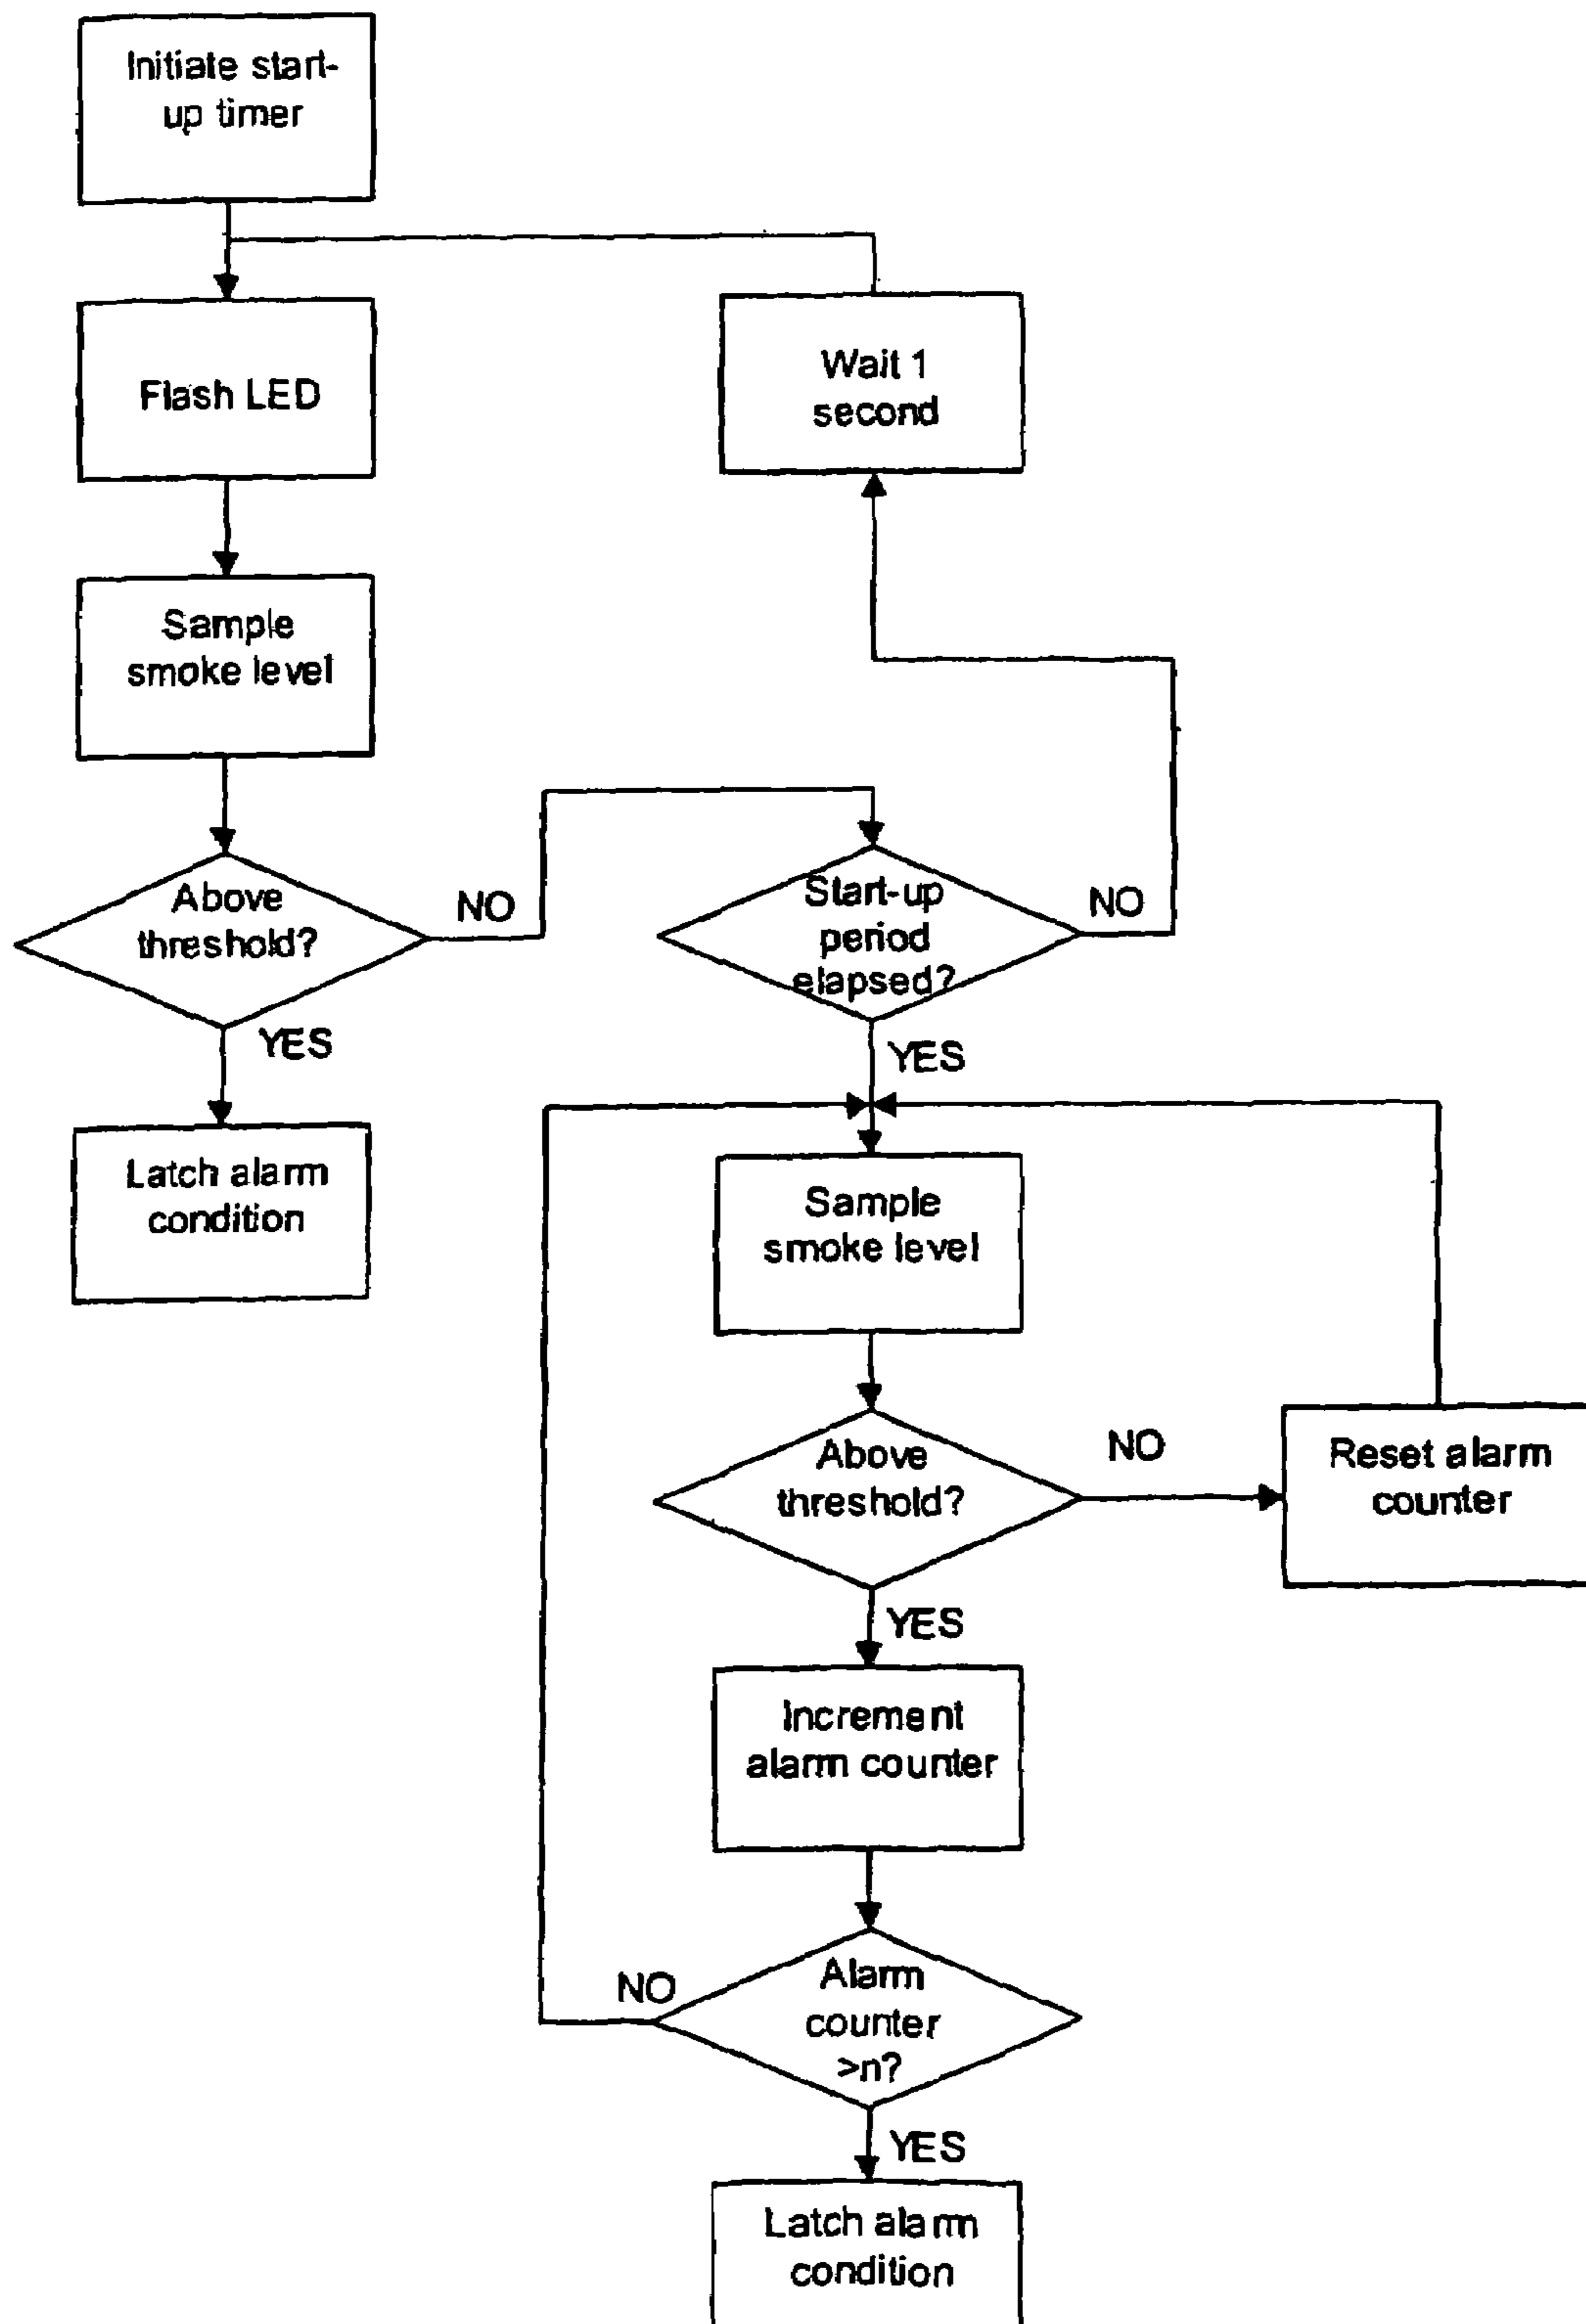 Initiate start-
up timer
Flash LED
Wait 1
second
Sample
smoke level
Above
threshold?
NO
Start-up
period
elapsed?
NO
YES
YES
Latch alarm
condition
Sample
smoke level
Above
threshold?
NO
Reset alarm
counter
YES
Increment
alarm counter
Alarm
counter
>n?
NO
YES
Latch alarm
condition